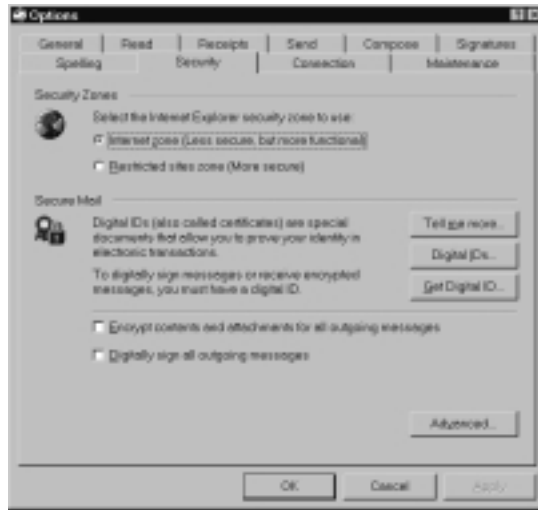 Options
General Read Receipts Send Compose Signatures
Spelling Security Connection Maintenance
Security Zones
Select the Internet Explorer security zone to use:
Internet zone (Less secure, but more functional)
Restricted sites zone (More secure)
Secure Mail
Digital IDs (also called certificates) are special
documents that allow you to prove your identity in
electronic transactions.
Tell me more...
Digital IDs...
To digitally sign messages or receive encrypted
messages, you must have a digital ID.
Get Digital ID...
Encrypt contents and attachments for all outgoing messages
Digitally sign all outgoing messages
Advanced...
OK Cancel Apply